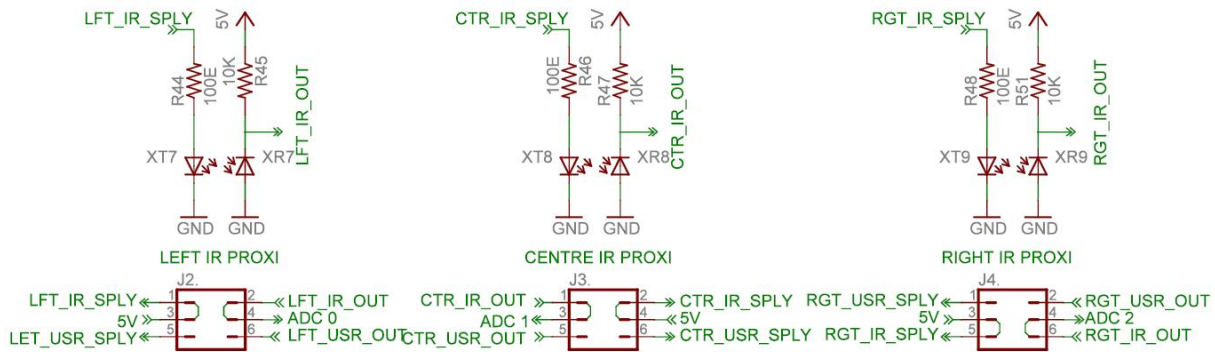 LFT_IR_SPLY 5V CTR_IR_SPLY 5V RGT_IR_SPLY 5V
R44 100E 10K R45 LFT_IR_OUT 100E R46 R47 10K CTR_IR_OUT R48 100E R51 10K RGT_IR_OUT
XT7 XR7 XT8 XR8 XT9 XR9
GND GND GND GND GND GND
LEFT IR PROXI CENTRE IR PROXI RIGHT IR PROXI
J2. J3. J4.
LFT_IR_SPLY 1 2 LFT_IR_OUT CTR_IR_OUT 1 2 CTR_IR_SPLY RGT_USR_SPLY 1 2 RGT_USR_OUT
5V 3 4 ADC 0 ADC 1 3 4 5V 5V 3 4 ADC 2
LET_USR_SPLY 5 6 LFT_USR_OUT CTR_USR_OUT 5 6 CTR_USR_SPLY RGT_IR_SPLY 5 6 RGT_IR_OUT